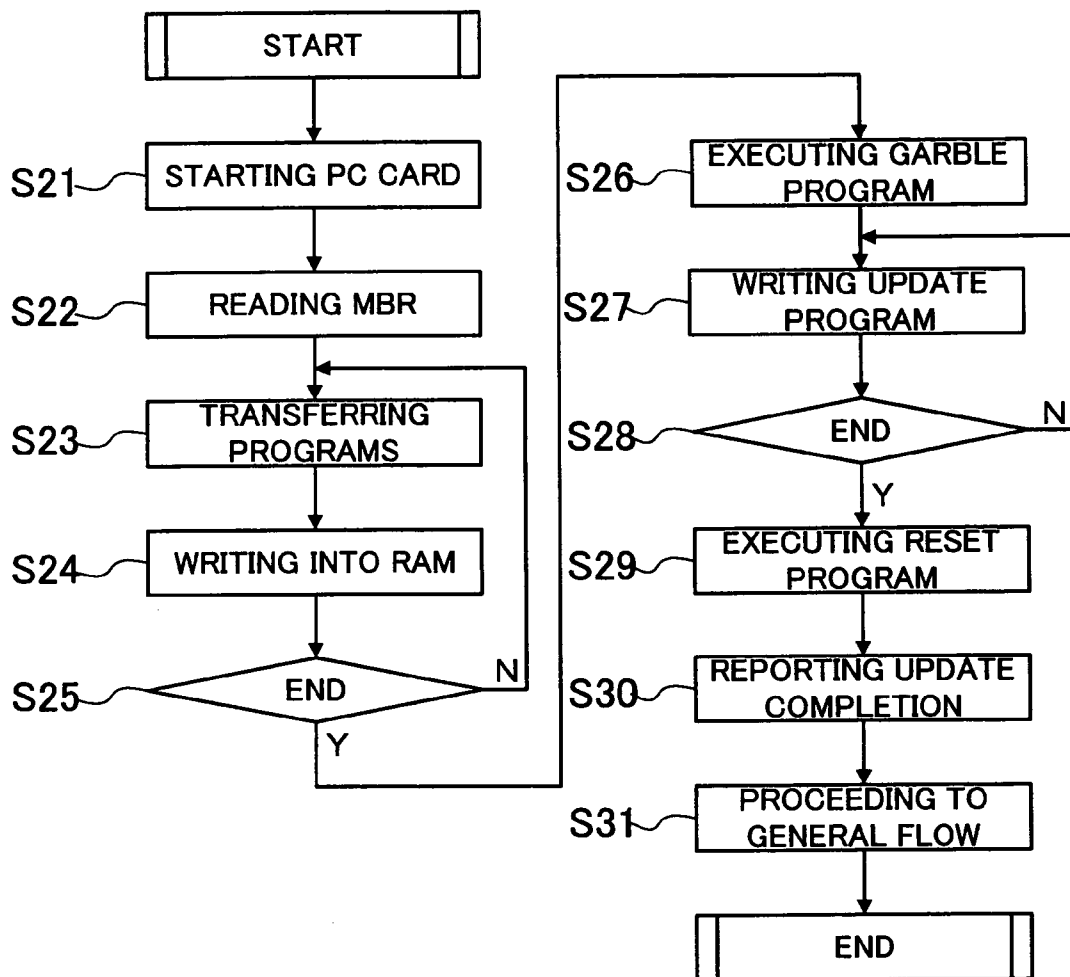 START
S21
STARTING PC CARD
S22
READING MBR
S23
TRANSFERRING
PROGRAMS
S24
WRITING INTO RAM
S25
END
N
Y
S26
EXECUTING GARBLE
PROGRAM
S27
WRITING UPDATE
PROGRAM
S28
END
N
Y
S29
EXECUTING RESET
PROGRAM
S30
REPORTING UPDATE
COMPLETION
S31
PROCEEDING TO
GENERAL FLOW
END